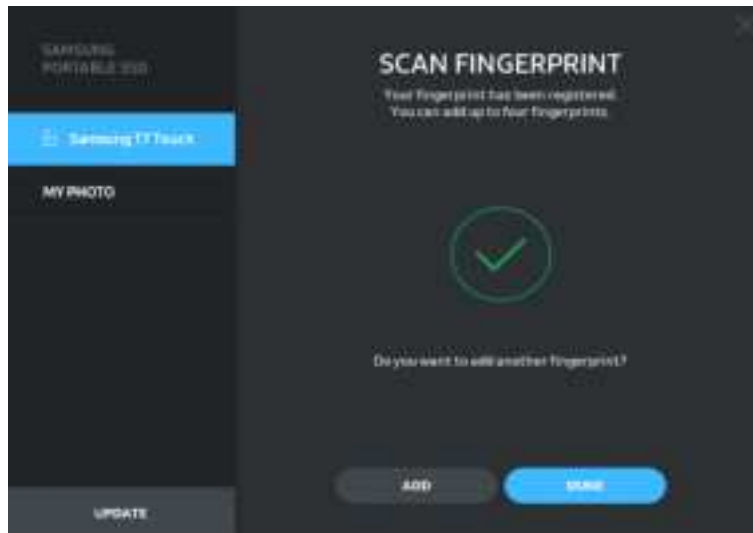 SAMSUNG
PORTABLE SSD
Samsung T7 Touch
MY PHOTO
UPDATE
SCAN FINGERPRINT
Your fingerprint has been registered.
You can add up to four fingerprints.
Do you want to add another fingerprint?
ADD
DONE